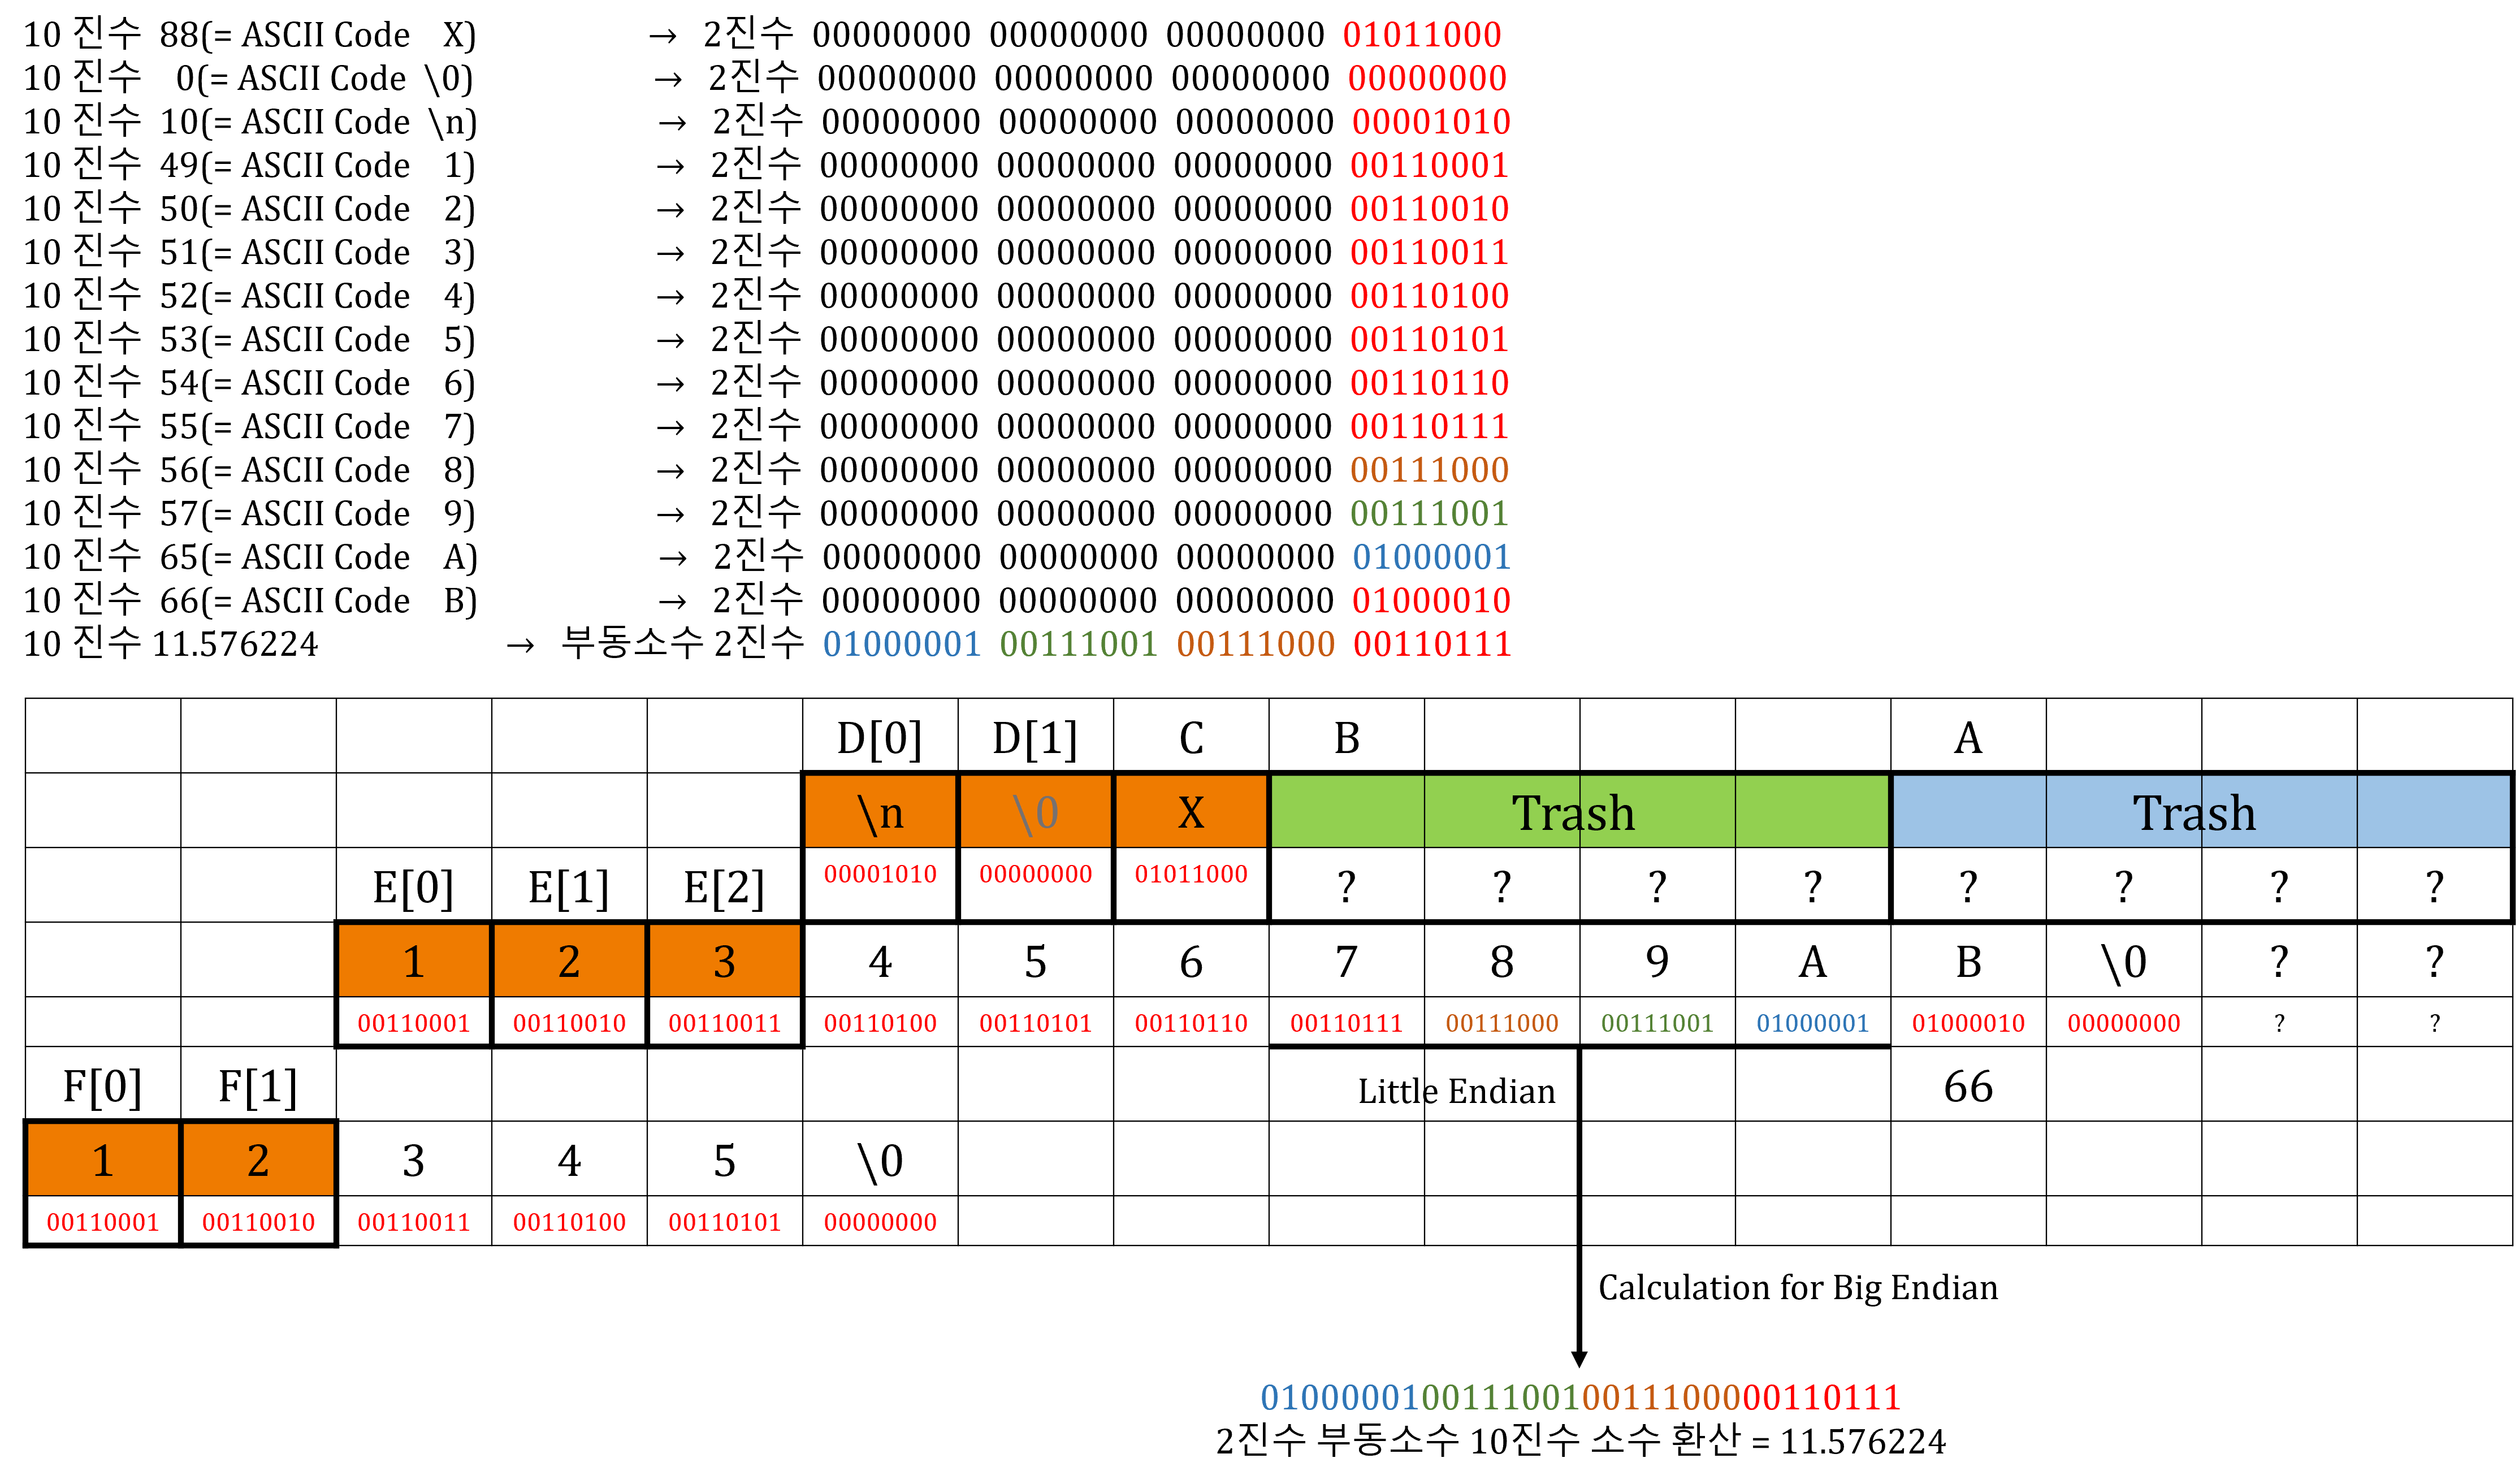 10 진수 88(= ASCII Code X) → 2진수 00000000 00000000 00000000 01011000
10 진수 0(= ASCII Code \0) → 2진수 00000000 00000000 00000000 00000000
10 진수 10(= ASCII Code \n) → 2진수 00000000 00000000 00000000 00001010
10 진수 49(= ASCII Code 1) → 2진수 00000000 00000000 00000000 00110001
10 진수 50(= ASCII Code 2) → 2진수 00000000 00000000 00000000 00110010
10 진수 51(= ASCII Code 3) → 2진수 00000000 00000000 00000000 00110011
10 진수 52(= ASCII Code 4) → 2진수 00000000 00000000 00000000 00110100
10 진수 53(= ASCII Code 5) → 2진수 00000000 00000000 00000000 00110101
10 진수 54(= ASCII Code 6) → 2진수 00000000 00000000 00000000 00110110
10 진수 55(= ASCII Code 7) → 2진수 00000000 00000000 00000000 00110111
10 진수 56(= ASCII Code 8) → 2진수 00000000 00000000 00000000 00111000
10 진수 57(= ASCII Code 9) → 2진수 00000000 00000000 00000000 00111001
10 진수 65(= ASCII Code A) → 2진수 00000000 00000000 00000000 01000001
10 진수 66(= ASCII Code B) → 2진수 00000000 00000000 00000000 01000010
10 진수 11.576224 → 부동소수 2진수 01000001 00111001 00111000 00110111
D[0] D[1] C B A
\n \0 X Trash Trash
E[0] E[1] E[2] 00001010 00000000 01011000 ? ? ? ? ? ? ? ?
1 2 3 4 5 6 7 8 9 A B \0 ? ?
00110001 00110010 00110011 00110100 00110101 00110110 00110111 00111000 00111001 01000001 01000010 00000000 ? ?
F[0] F[1] Little Endian 66
1 2 3 4 5 \0
00110001 00110010 00110011 00110100 00110101 00000000
Calculation for Big Endian
01000001001110010011100000110111
2진수 부동소수 10진수 소수 환산 = 11.576224